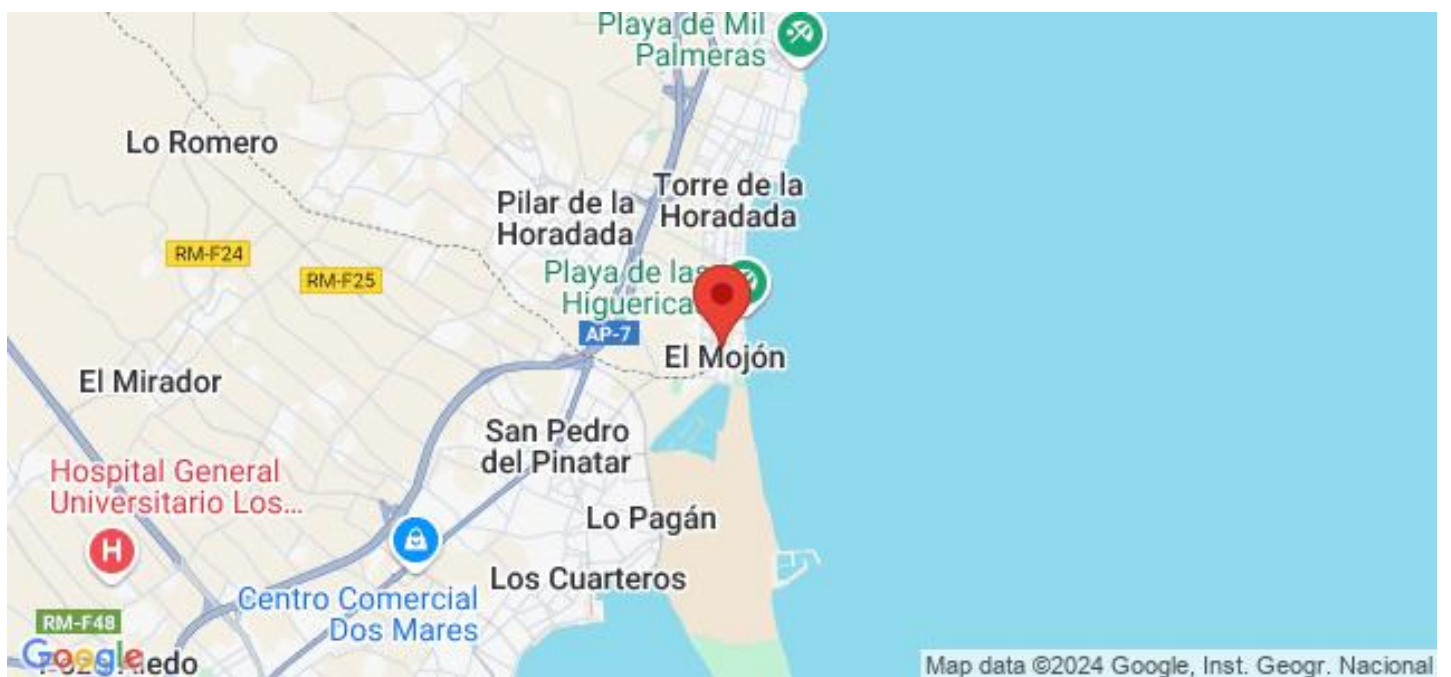 Playa de Mil
Palmeras
Lo Romero
Torre de la
Horadada
Pilar de la
Horadada
RM-F24
RM-F25
Playa de las
Higuerica
AP-7
El Mojón
El Mirador
San Pedro
del Pinatar
Hospital General
Universitario Los...
H
Lo Pagán
Los Cuarteros
Centro Comercial
Dos Mares
RM-F48
Google
edo
Map data ©2024 Google, Inst. Geogr. Nacional